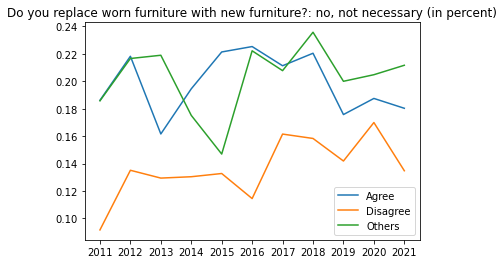 Do you replace worn furniture with new furniture?: no, not necessary (in percent)
0.24
0.22
0.20
0.18
0.16
0.14
0.12
0.10
Agree
Disagree
Others
2011 2012 2013 2014 2015 2016 2017 2018 2019 2020 2021